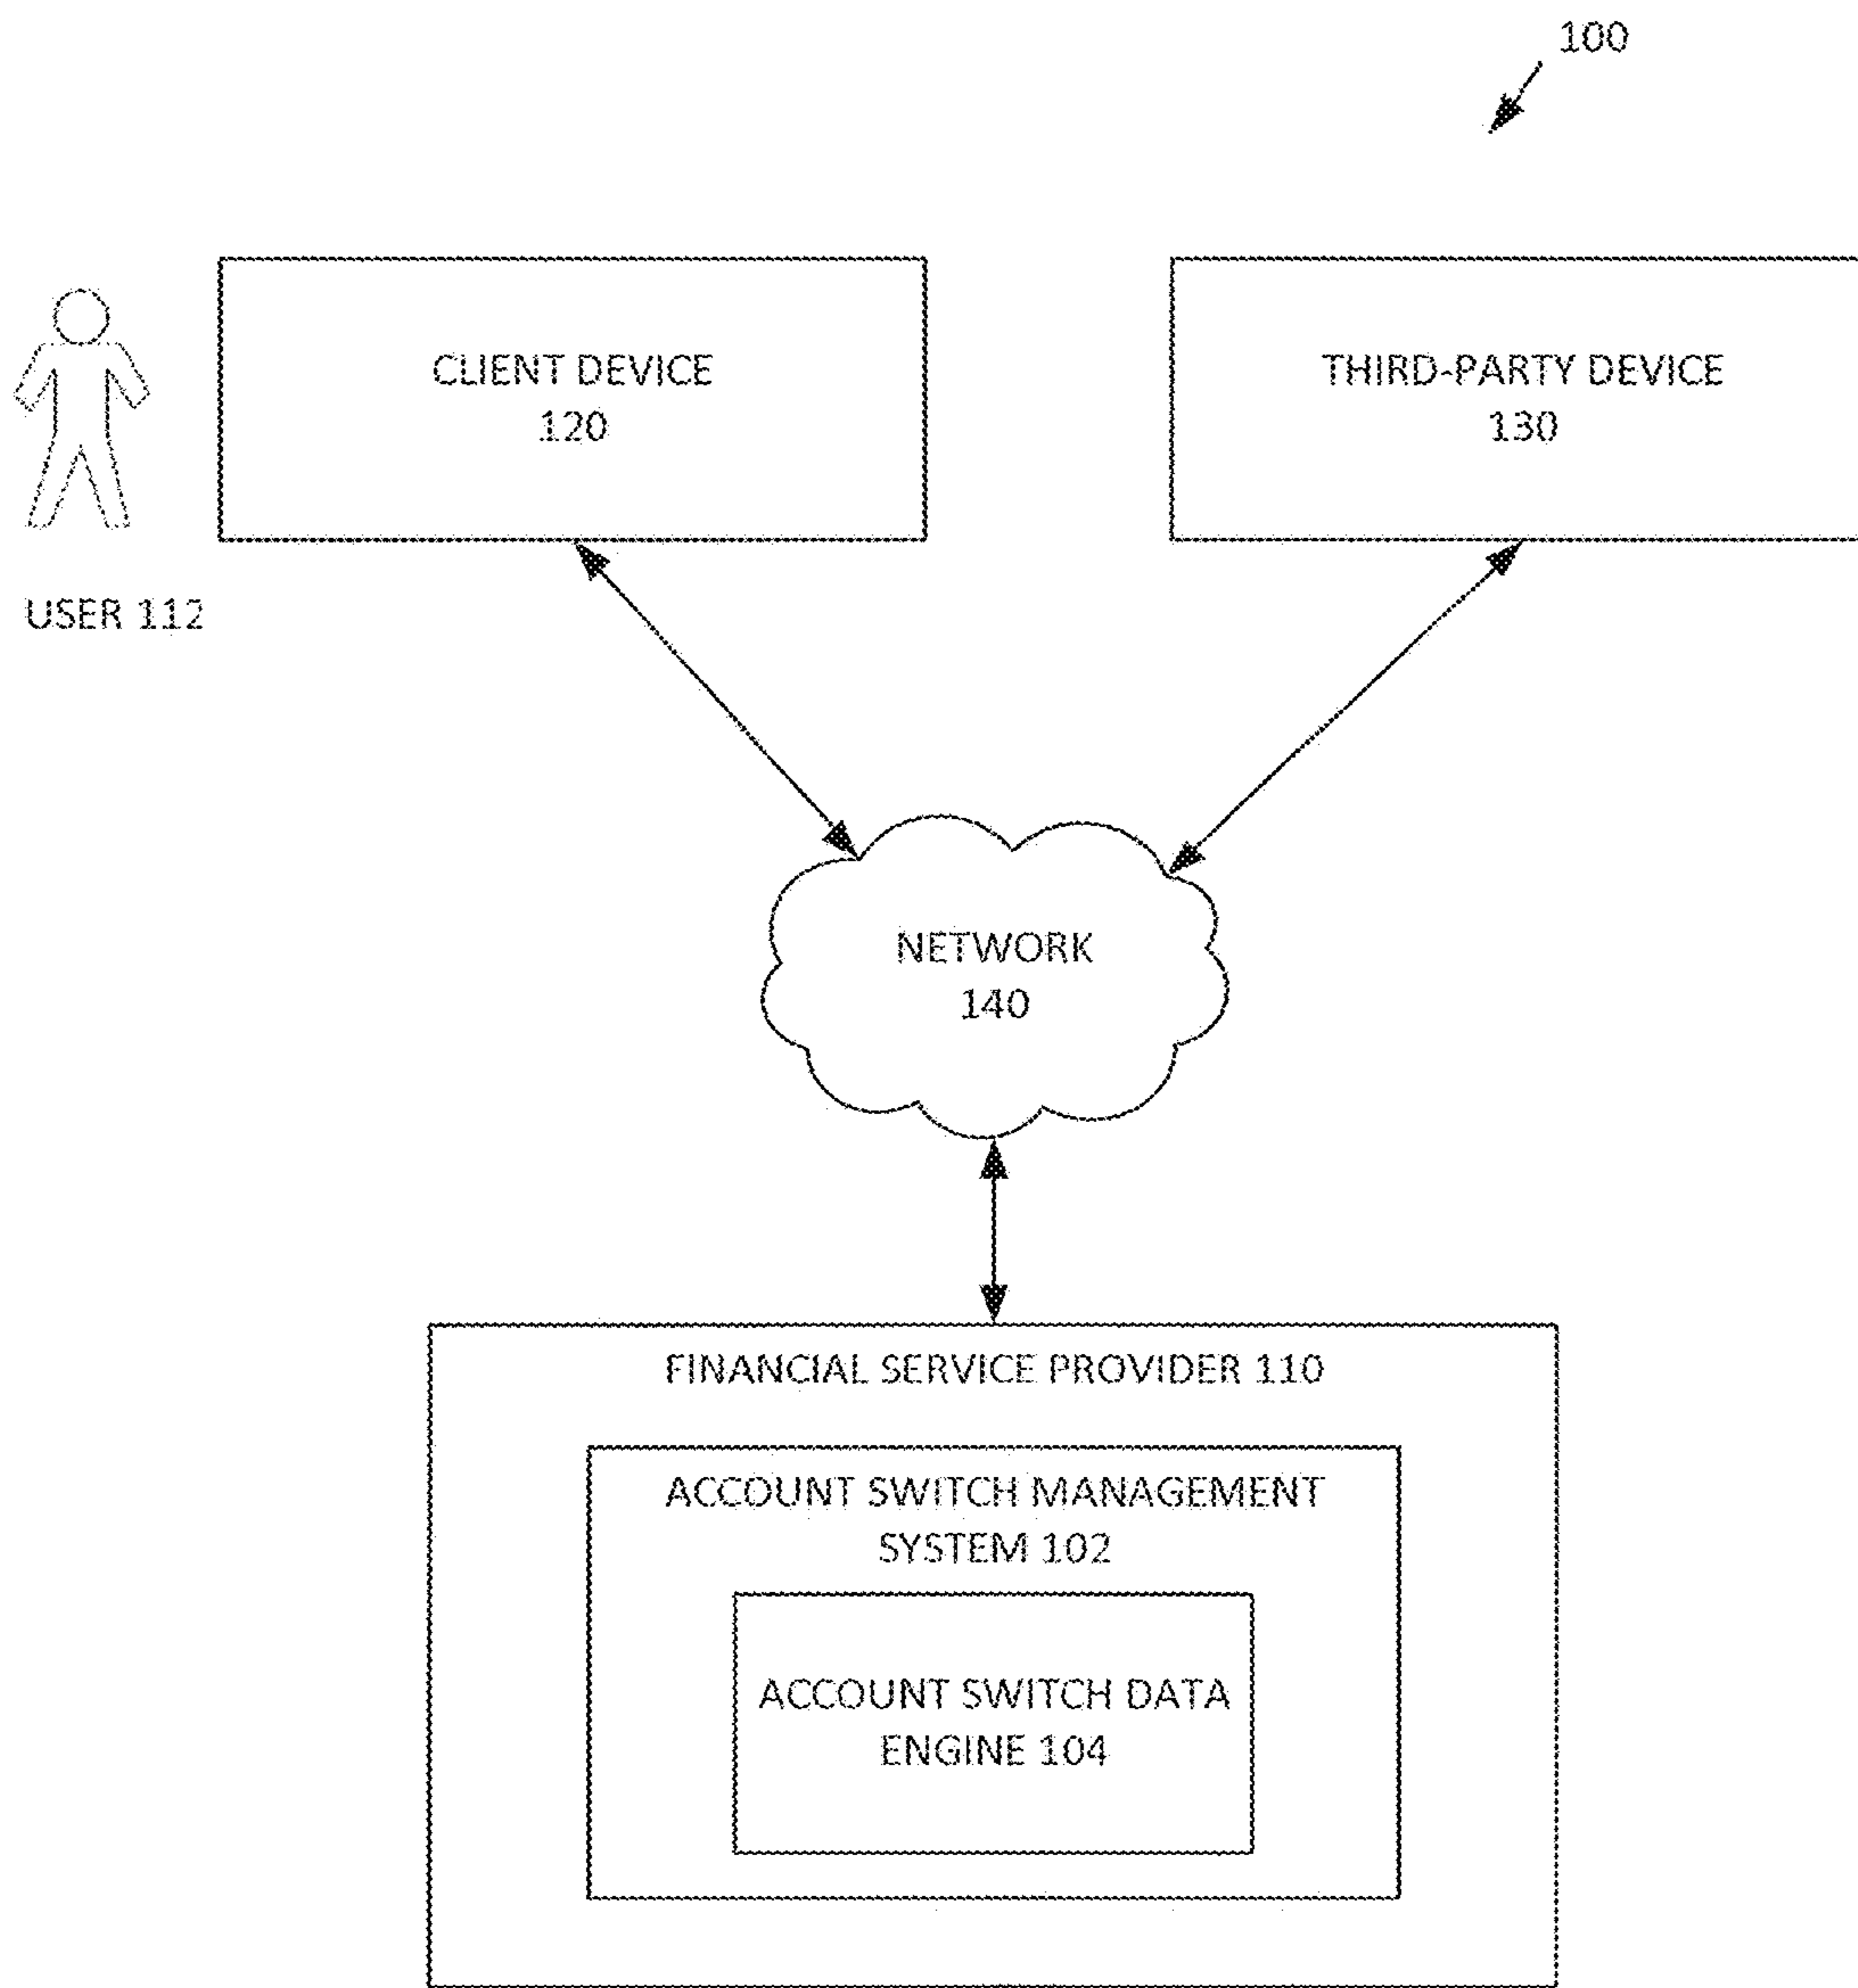 100
CLIENT DEVICE
120
THIRD-PARTY DEVICE
130
USER 112
NETWORK
140
FINANCIAL SERVICE PROVIDER 110
ACCOUNT SWITCH MANAGEMENT
SYSTEM 102
ACCOUNT SWITCH DATA
ENGINE 104